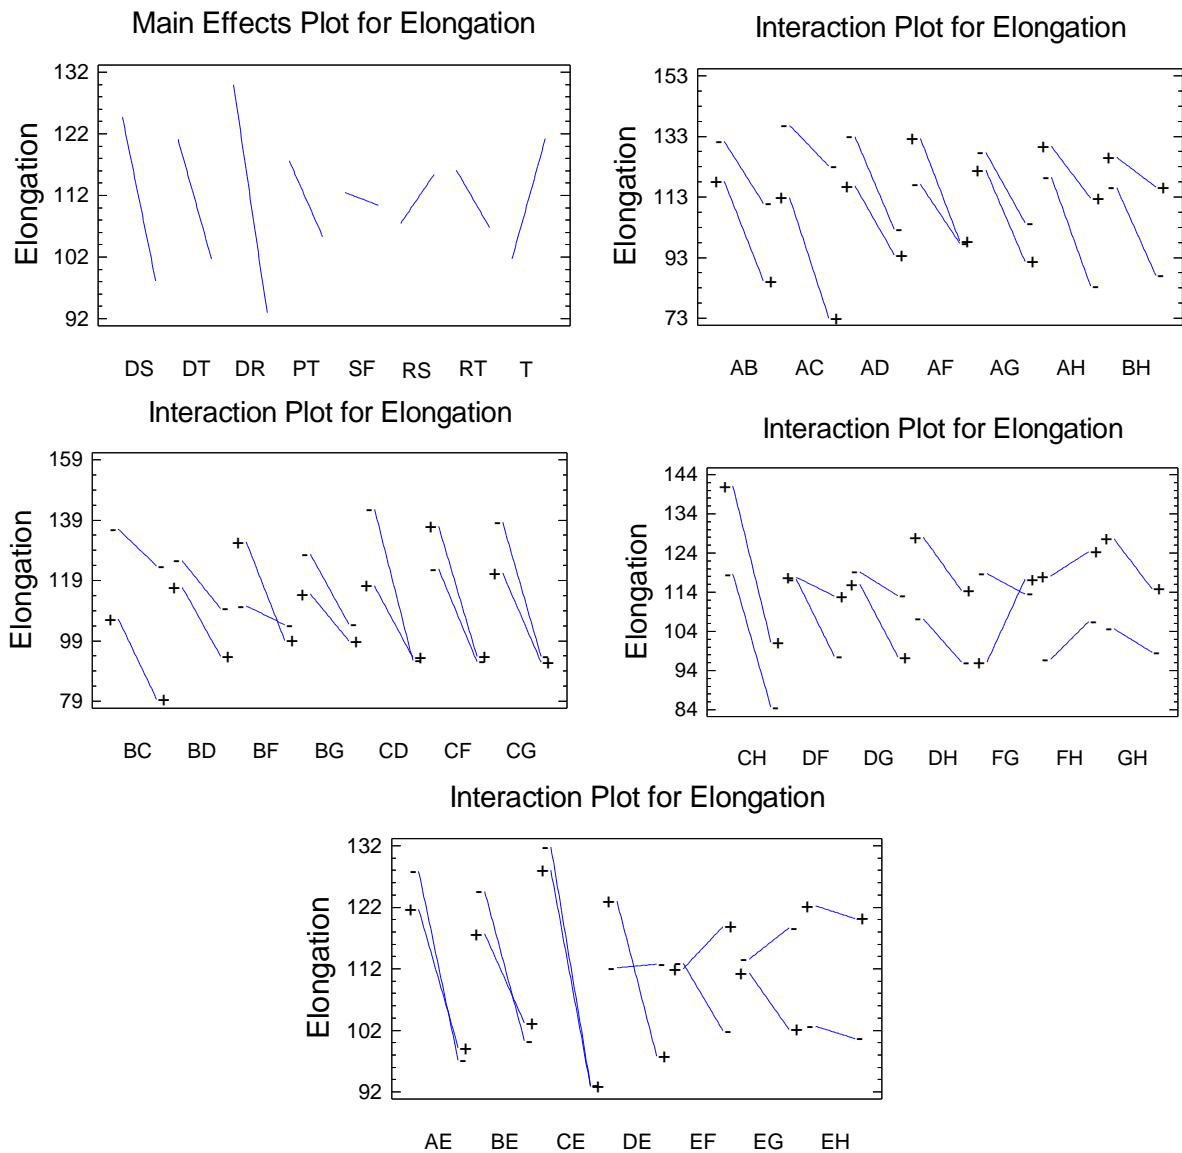 Main Effects Plot for Elongation
Elongation
132
122
112
102
92
DS DT DR PT SF RS RT T
Interaction Plot for Elongation
Elongation
153
133
113
93
73
AB AC AD AF AG AH BH
Interaction Plot for Elongation
Elongation
159
139
119
99
79
BC BD BF BG CD CF CG
Interaction Plot for Elongation
Elongation
144
134
124
114
104
94
84
CH DF DG DH FG FH GH
Interaction Plot for Elongation
Elongation
132
122
112
102
92
AE BE CE DE EF EG EH